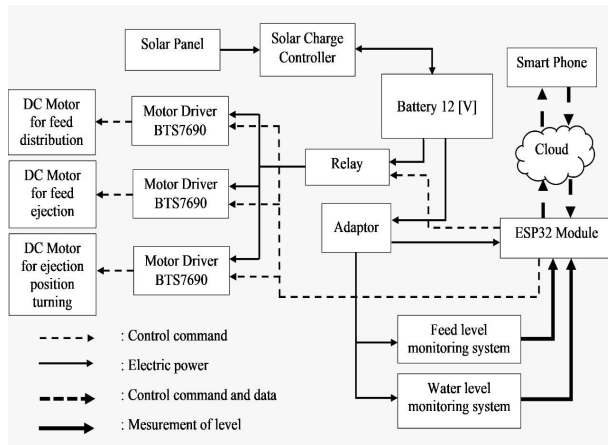 Solar Panel
Solar Charge
Controller
Smart Phone
DC Motor
for feed
distribution
Motor Driver
BTS7690
Battery 12 [V]
Cloud
Relay
DC Motor
for feed
ejection
Motor Driver
BTS7690
Adaptor
ESP32 Module
DC Motor
for ejection
position
turning
Motor Driver
BTS7690
Feed level
monitoring system
Water level
monitoring system
: Control command
: Electric power
: Control command and data
: Mesurement of level